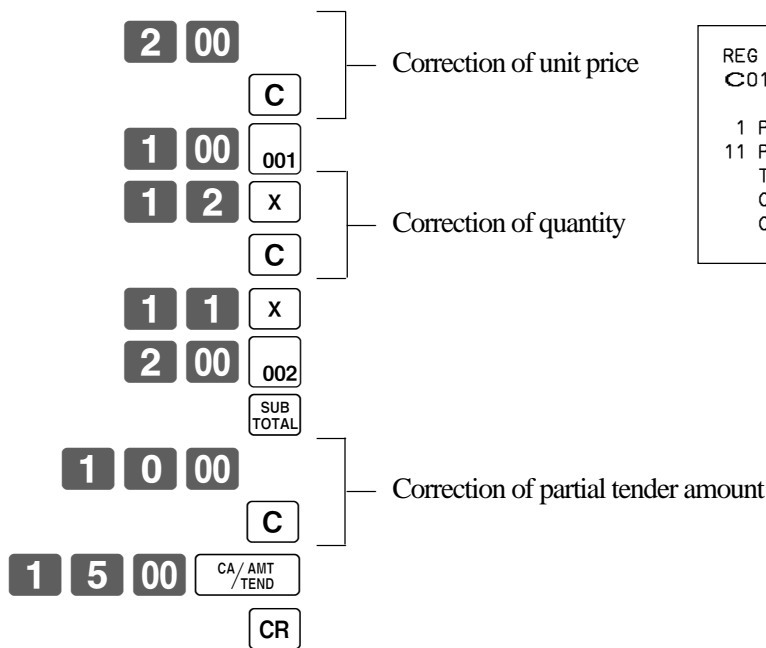 2 00
C
Correction of unit price
1 00 001
1 2 X
C
Correction of quantity
1 1 X
2 00 002
SUB TOTAL
1 0 00
C
Correction of partial tender amount
1 5 00 CA/AMT/TEND
CR
REG
C01
1 P
11 P
T
C
C